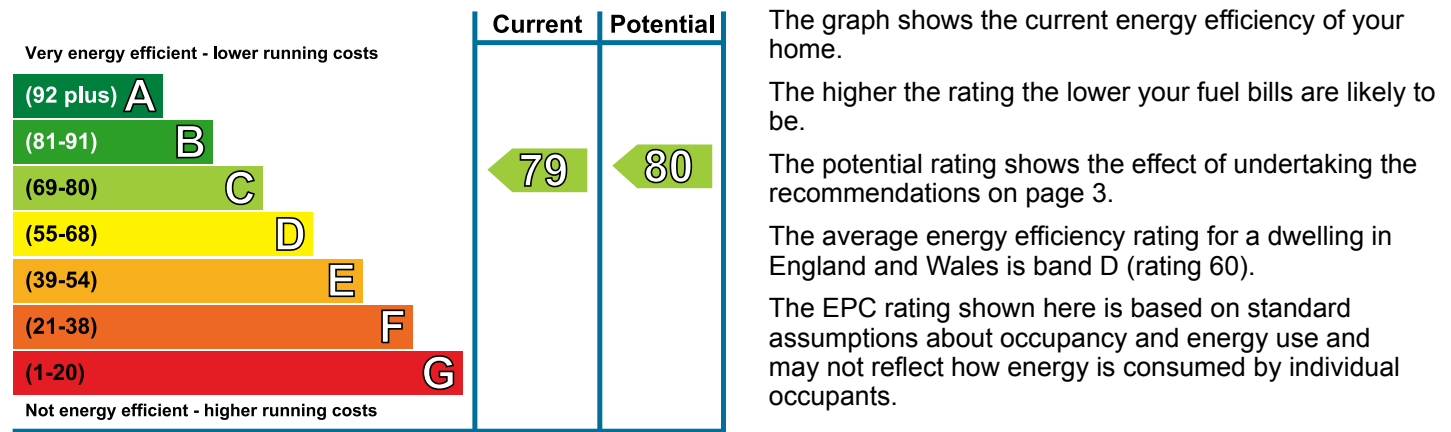 Current Potential
Very energy efficient - lower running costs
(92 plus) A
(81-91) B
(69-80) C
(55-68) D
(39-54) E
(21-38) F
(1-20) G
Not energy efficient - higher running costs
79 80
The graph shows the current energy efficiency of your
home.
The higher the rating the lower your fuel bills are likely to
be.
The potential rating shows the effect of undertaking the
recommendations on page 3.
The average energy efficiency rating for a dwelling in
England and Wales is band D (rating 60).
The EPC rating shown here is based on standard
assumptions about occupancy and energy use and
may not reflect how energy is consumed by individual
occupants.